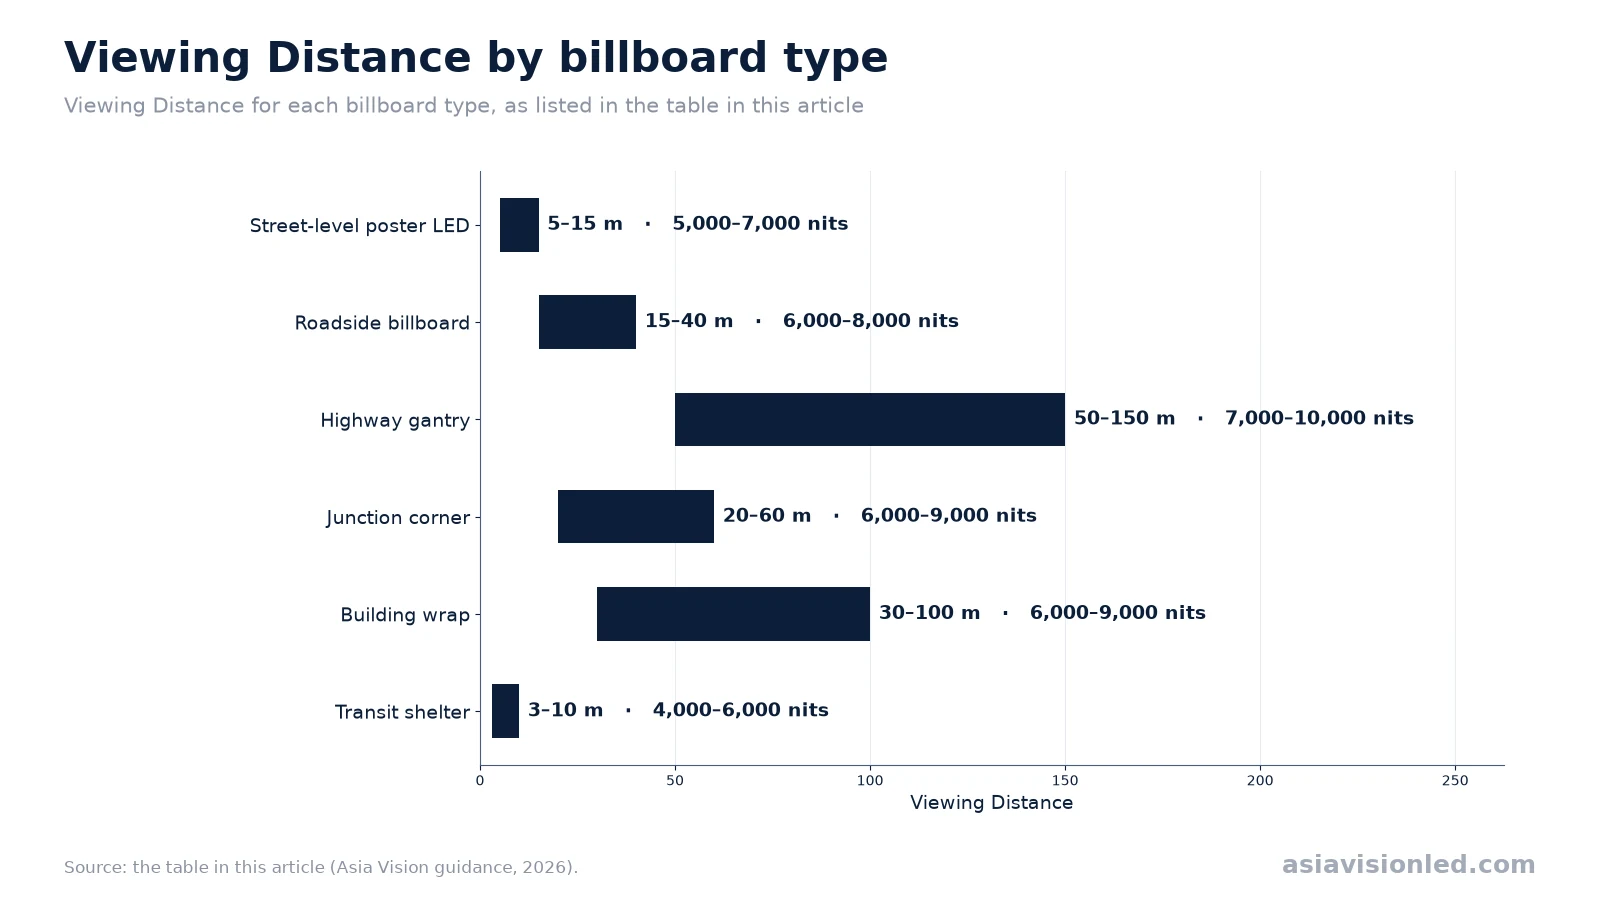 Viewing Distance by billboard type
Viewing Distance for each billboard type, as listed in the table in this article
Street-level poster LED
5–15 m · 5,000–7,000 nits
Roadside billboard
15–40 m · 6,000–8,000 nits
Highway gantry
50–150 m · 7,000–10,000 nits
Junction corner
20–60 m · 6,000–9,000 nits
Building wrap
30–100 m · 6,000–9,000 nits
Transit shelter
3–10 m · 4,000–6,000 nits
0 50 100 150 200 250
Viewing Distance
Source: the table in this article (Asia Vision guidance, 2026).
asiavisionled.com